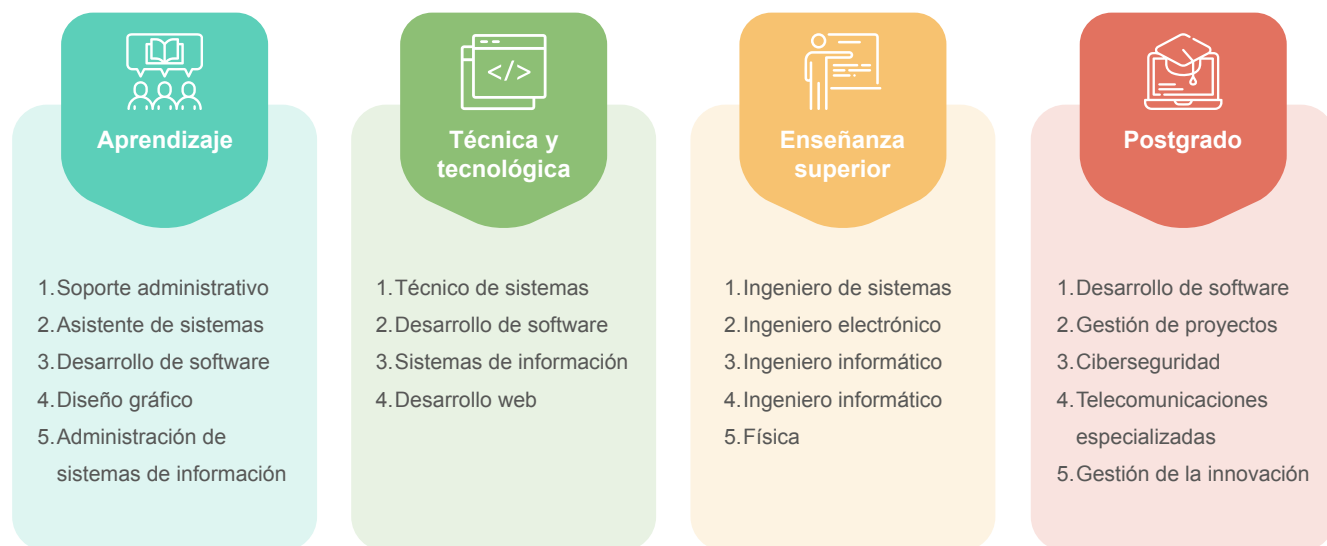 Aprendizaje
1.Soporte administrativo
2.Asistente de sistemas
3.Desarrollo de software
4.Diseño gráfico
5.Administración de
sistemas de información
</>
Técnica y
tecnológica
1.Técnico de sistemas
2.Desarrollo de software
3.Sistemas de información
4.Desarrollo web
Enseñanza
superior
1.Ingeniero de sistemas
2.Ingeniero electrónico
3.Ingeniero informático
4.Ingeniero informático
5.Física
Postgrado
1.Desarrollo de software
2.Gestión de proyectos
3.Ciberseguridad
4.Telecomunicaciones
especializadas
5.Gestión de la innovación